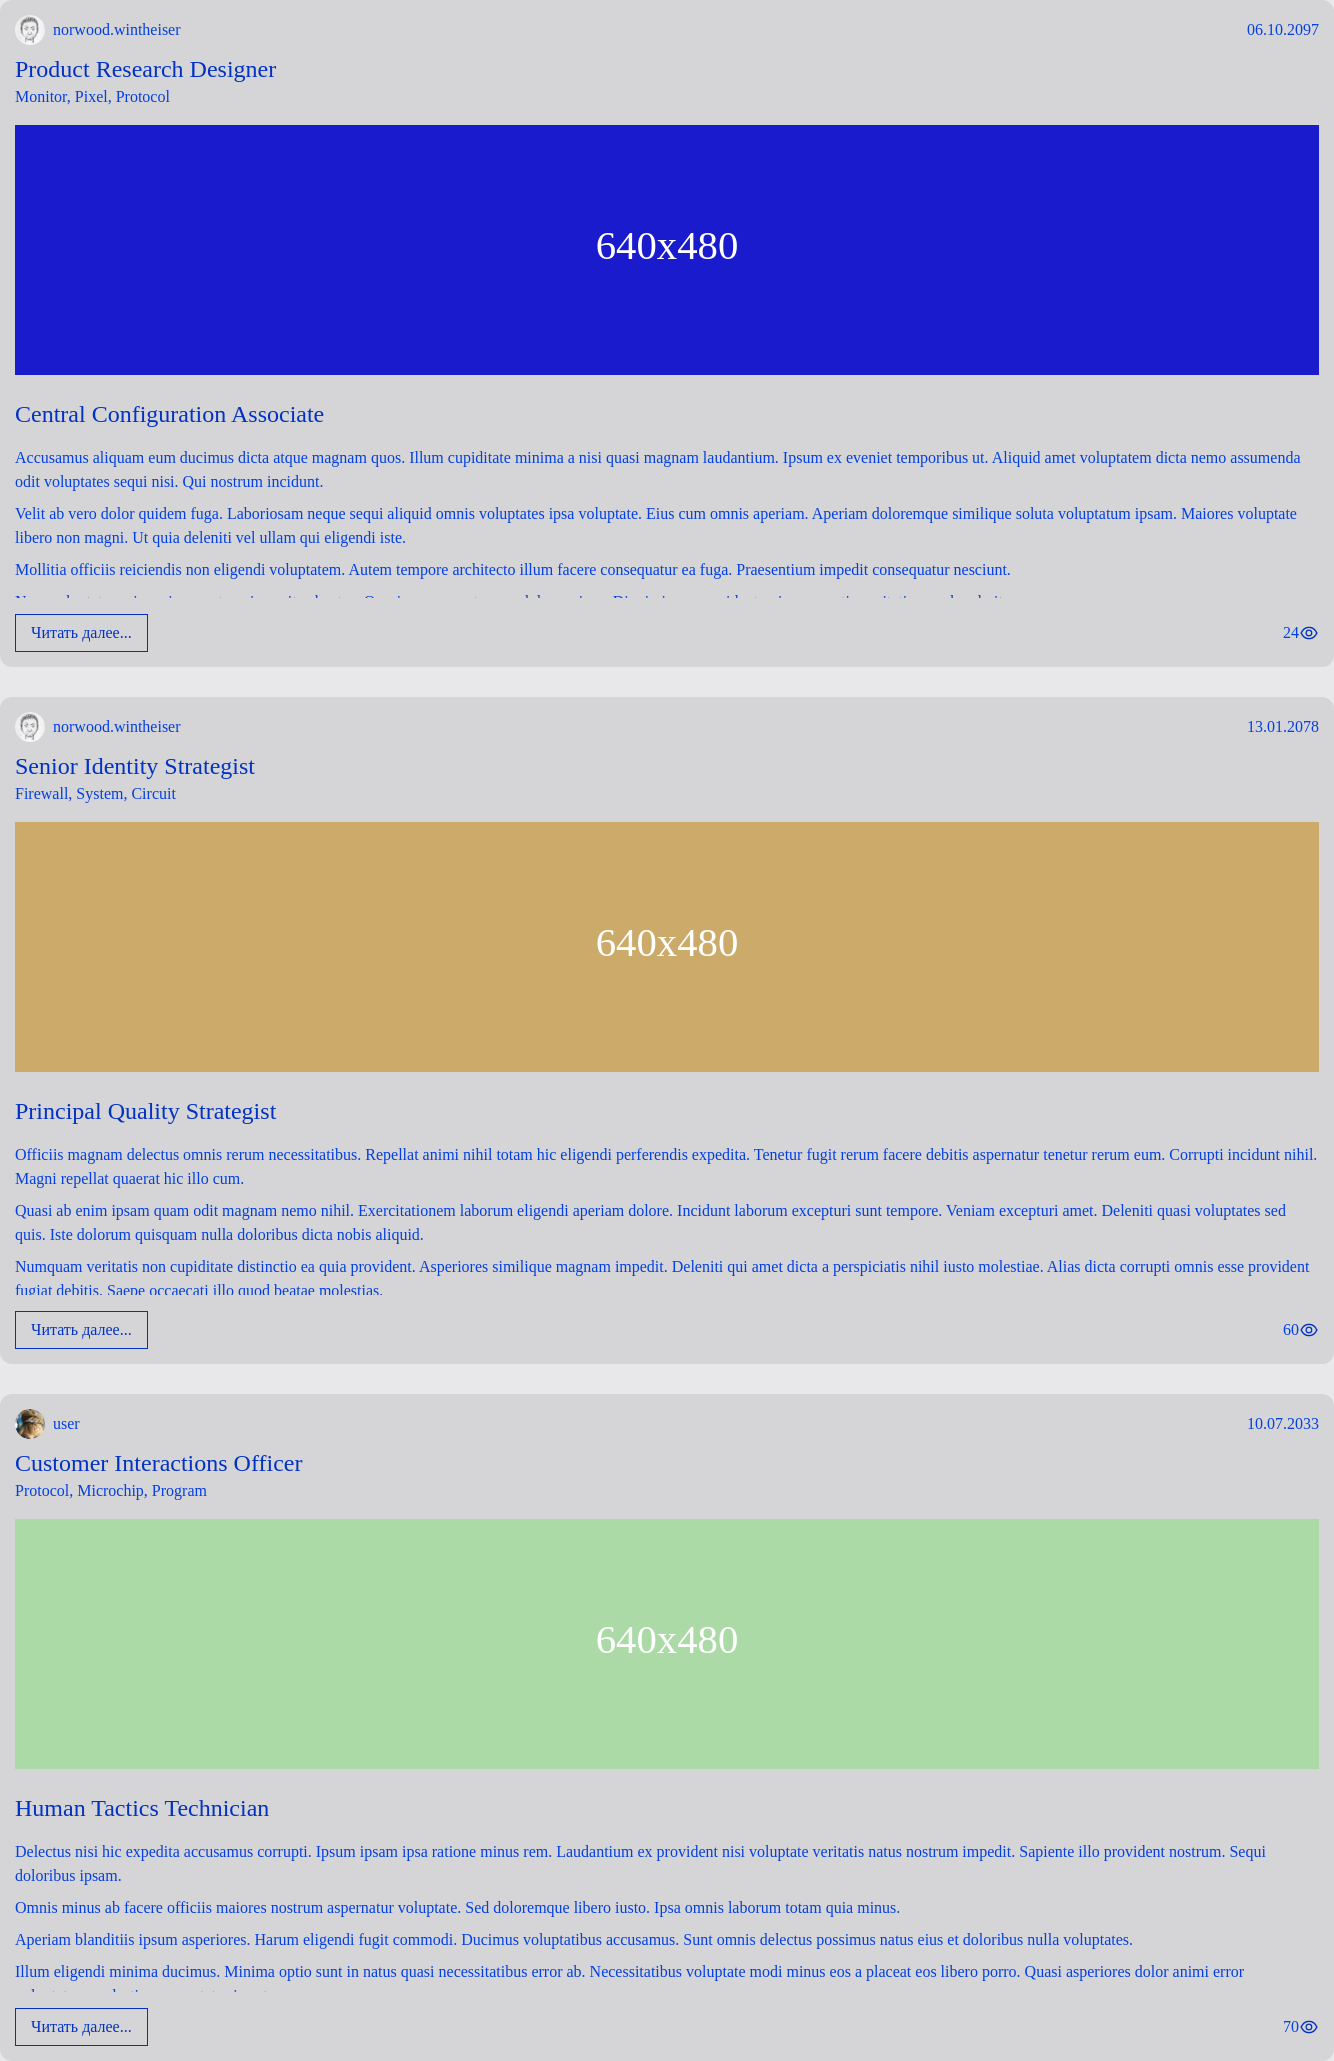 norwood.wintheiser
06.10.2097
Product Research Designer
Monitor, Pixel, Protocol
640x480
Central Configuration Associate
Accusamus aliquam eum ducimus dicta atque magnam quos. Illum cupiditate minima a nisi quasi magnam laudantium. Ipsum ex eveniet temporibus ut. Aliquid amet voluptatem dicta nemo assumenda
odit voluptates sequi nisi. Qui nostrum incidunt.
Velit ab vero dolor quidem fuga. Laboriosam neque sequi aliquid omnis voluptates ipsa voluptate. Eius cum omnis aperiam. Aperiam doloremque similique soluta voluptatum ipsam. Maiores voluptate
libero non magni. Ut quia deleniti vel ullam qui eligendi iste.
Mollitia officiis reiciendis non eligendi voluptatem. Autem tempore architecto illum facere consequatur ea fuga. Praesentium impedit consequatur nesciunt.
Читать далее...
24
norwood.wintheiser
13.01.2078
Senior Identity Strategist
Firewall, System, Circuit
640x480
Principal Quality Strategist
Officiis magnam delectus omnis rerum necessitatibus. Repellat animi nihil totam hic eligendi perferendis expedita. Tenetur fugit rerum facere debitis aspernatur tenetur rerum eum. Corrupti incidunt nihil.
Magni repellat quaerat hic illo cum.
Quasi ab enim ipsam quam odit magnam nemo nihil. Exercitationem laborum eligendi aperiam dolore. Incidunt laborum excepturi sunt tempore. Veniam excepturi amet. Deleniti quasi voluptates sed
quis. Iste dolorum quisquam nulla doloribus dicta nobis aliquid.
Numquam veritatis non cupiditate distinctio ea quia provident. Asperiores similique magnam impedit. Deleniti qui amet dicta a perspiciatis nihil iusto molestiae. Alias dicta corrupti omnis esse provident
fugiat debitis. Saepe occaecati illo quod beatae molestias.
Читать далее...
60
user
10.07.2033
Customer Interactions Officer
Protocol, Microchip, Program
640x480
Human Tactics Technician
Delectus nisi hic expedita accusamus corrupti. Ipsum ipsam ipsa ratione minus rem. Laudantium ex provident nisi voluptate veritatis natus nostrum impedit. Sapiente illo provident nostrum. Sequi
doloribus ipsam.
Omnis minus ab facere officiis maiores nostrum aspernatur voluptate. Sed doloremque libero iusto. Ipsa omnis laborum totam quia minus.
Aperiam blanditiis ipsum asperiores. Harum eligendi fugit commodi. Ducimus voluptatibus accusamus. Sunt omnis delectus possimus natus eius et doloribus nulla voluptates.
Illum eligendi minima ducimus. Minima optio sunt in natus quasi necessitatibus error ab. Necessitatibus voluptate modi minus eos a placeat eos libero porro. Quasi asperiores dolor animi error
Читать далее...
70